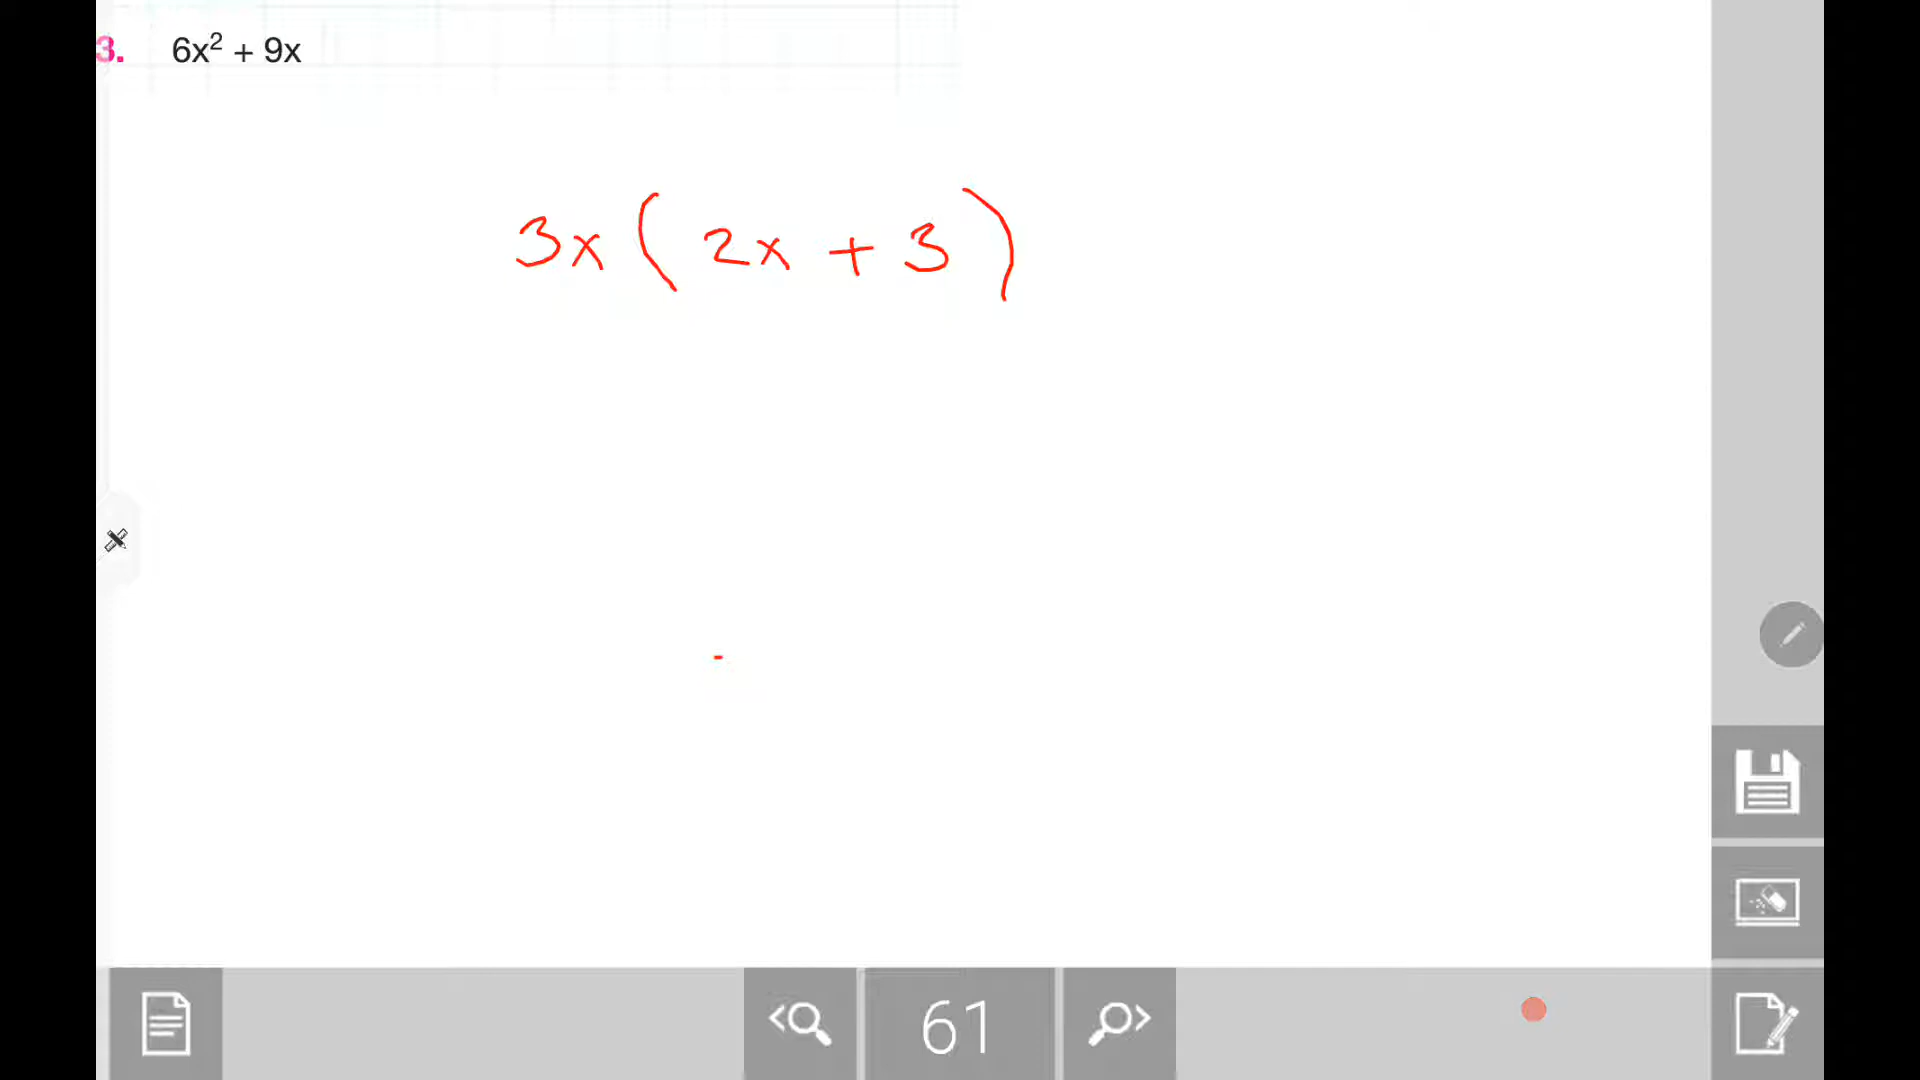 3. 6x² + 9x
3x ( 2x + 3 )
61